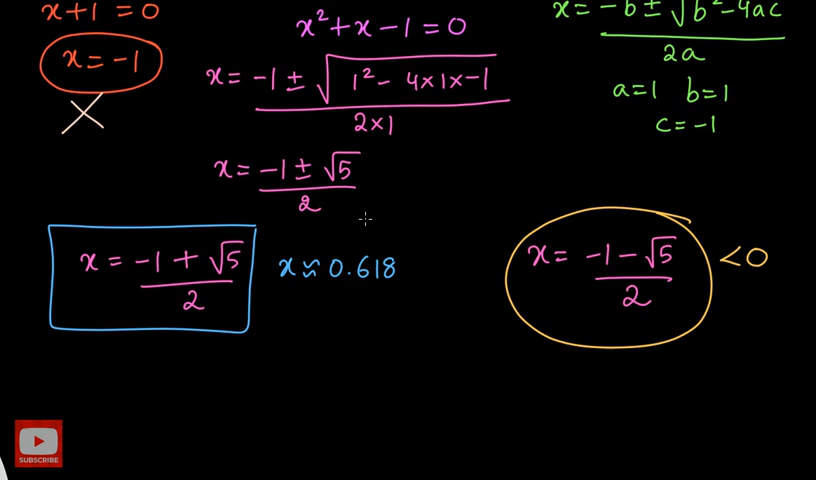 x+1=0
x=-1
x²+x-1=0
x= -1 ± √(1²- 4×1×-1) / 2×1
x= -1 ± √5 / 2
x= -b ± √(b²-4ac) / 2a
a=1 b=1
c=-1
x= -1 + √5 / 2
x ≈ 0.618
x= -1 - √5 / 2 <0
SUBSCRIBE